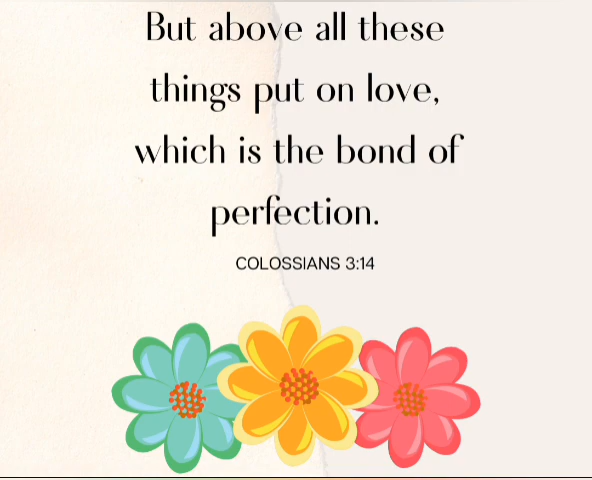 But above all these
things put on love,
which is the bond of
perfection.
COLOSSIANS 3:14